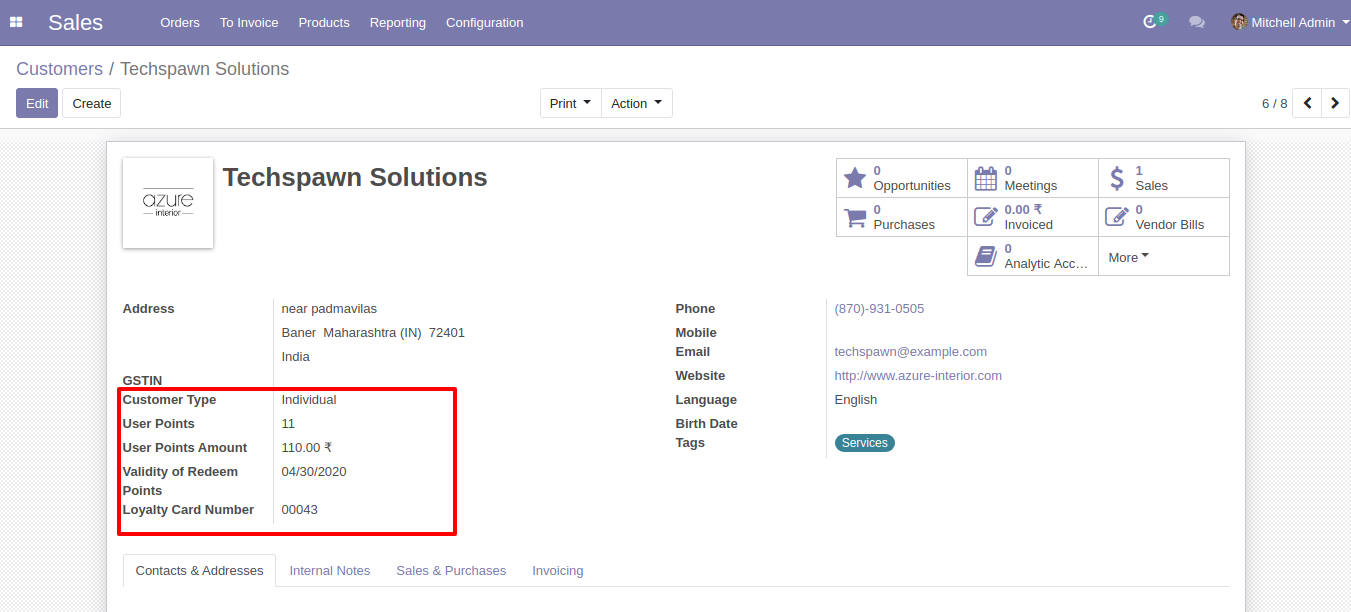 Sales Orders To Invoice Products Reporting Configuration 9 Mitchell Admin
Customers / Techspawn Solutions
Edit Create Print Action 6 / 8
azure
interior
Techspawn Solutions
0 Opportunities
0 Meetings
1 Sales
0 Purchases
0.00 ₹ Invoiced
0 Vendor Bills
0 Analytic Acc...
More
Address near padmavilas
Baner Maharashtra (IN) 72401
India
GSTIN
Customer Type Individual
User Points 11
User Points Amount 110.00 ₹
Validity of Redeem Points 04/30/2020
Loyalty Card Number 00043
Phone (870)-931-0505
Mobile
Email techspawn@example.com
Website http://www.azure-interior.com
Language English
Birth Date
Tags Services
Contacts & Addresses Internal Notes Sales & Purchases Invoicing